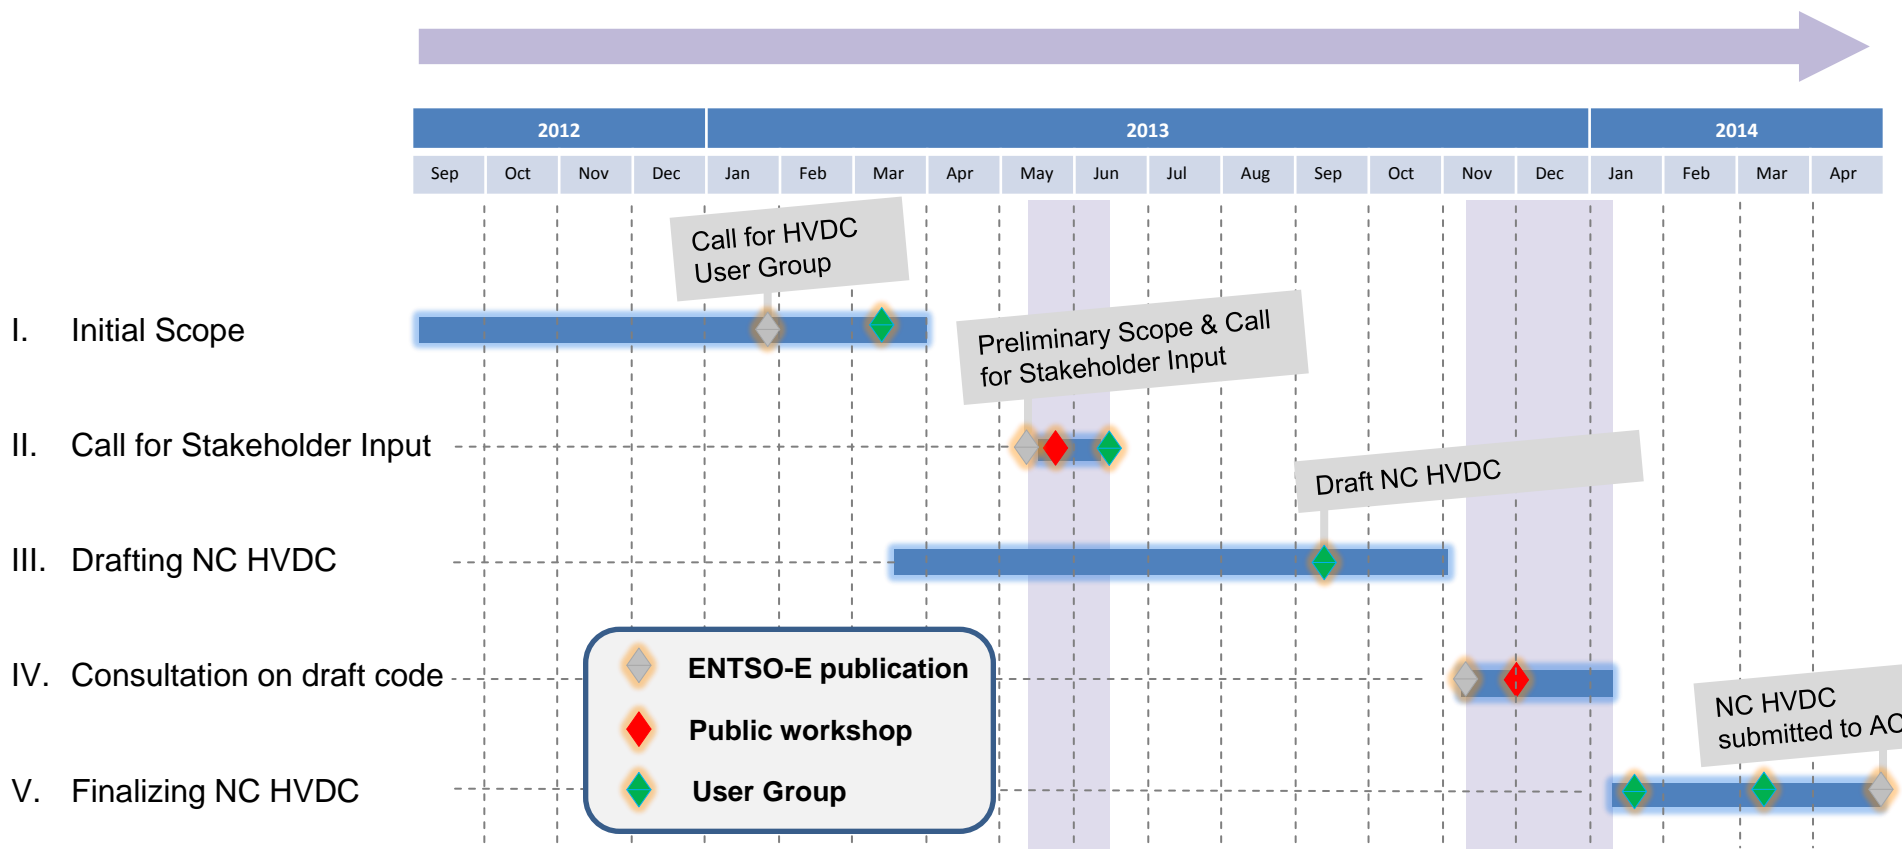 2012 2013 2014
Sep Oct Nov Dec Jan Feb Mar Apr May Jun Jul Aug Sep Oct Nov Dec Jan Feb Mar Apr
Call for HVDC
User Group
I. Initial Scope
Preliminary Scope & Call
for Stakeholder Input
II. Call for Stakeholder Input
Draft NC HVDC
III. Drafting NC HVDC
IV. Consultation on draft code
NC HVDC
submitted to AC
V. Finalizing NC HVDC
ENTSO-E publication
Public workshop
User Group